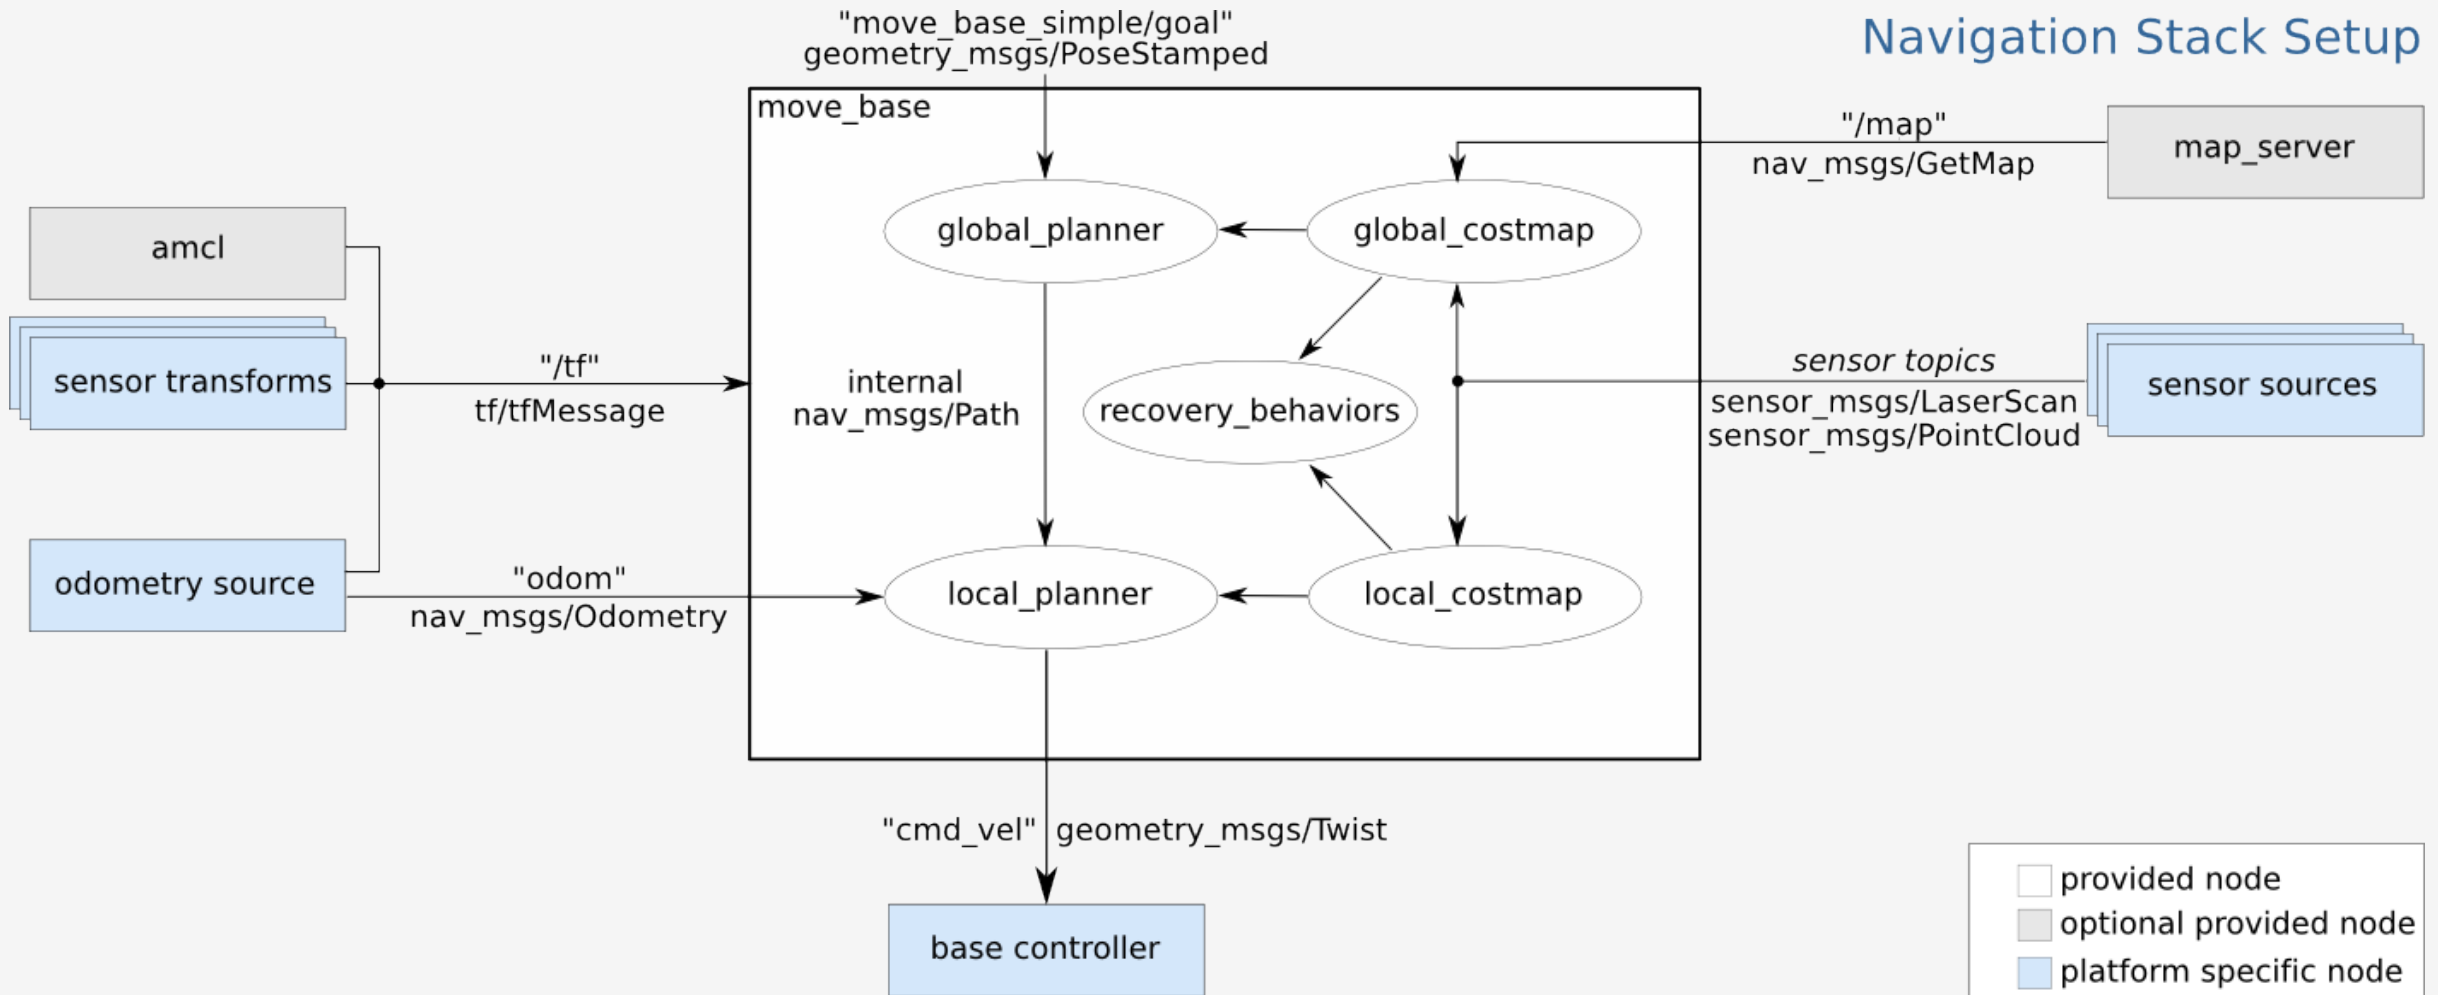 "move_base_simple/goal"
geometry_msgs/PoseStamped
Navigation Stack Setup
move_base
"/map"
nav_msgs/GetMap
map_server
global_planner
global_costmap
amcl
sensor transforms
"/tf"
tf/tfMessage
internal
nav_msgs/Path
recovery_behaviors
sensor topics
sensor_msgs/LaserScan
sensor_msgs/PointCloud
sensor sources
odometry source
"odom"
nav_msgs/Odometry
local_planner
local_costmap
"cmd_vel" geometry_msgs/Twist
base controller
provided node
optional provided node
platform specific node